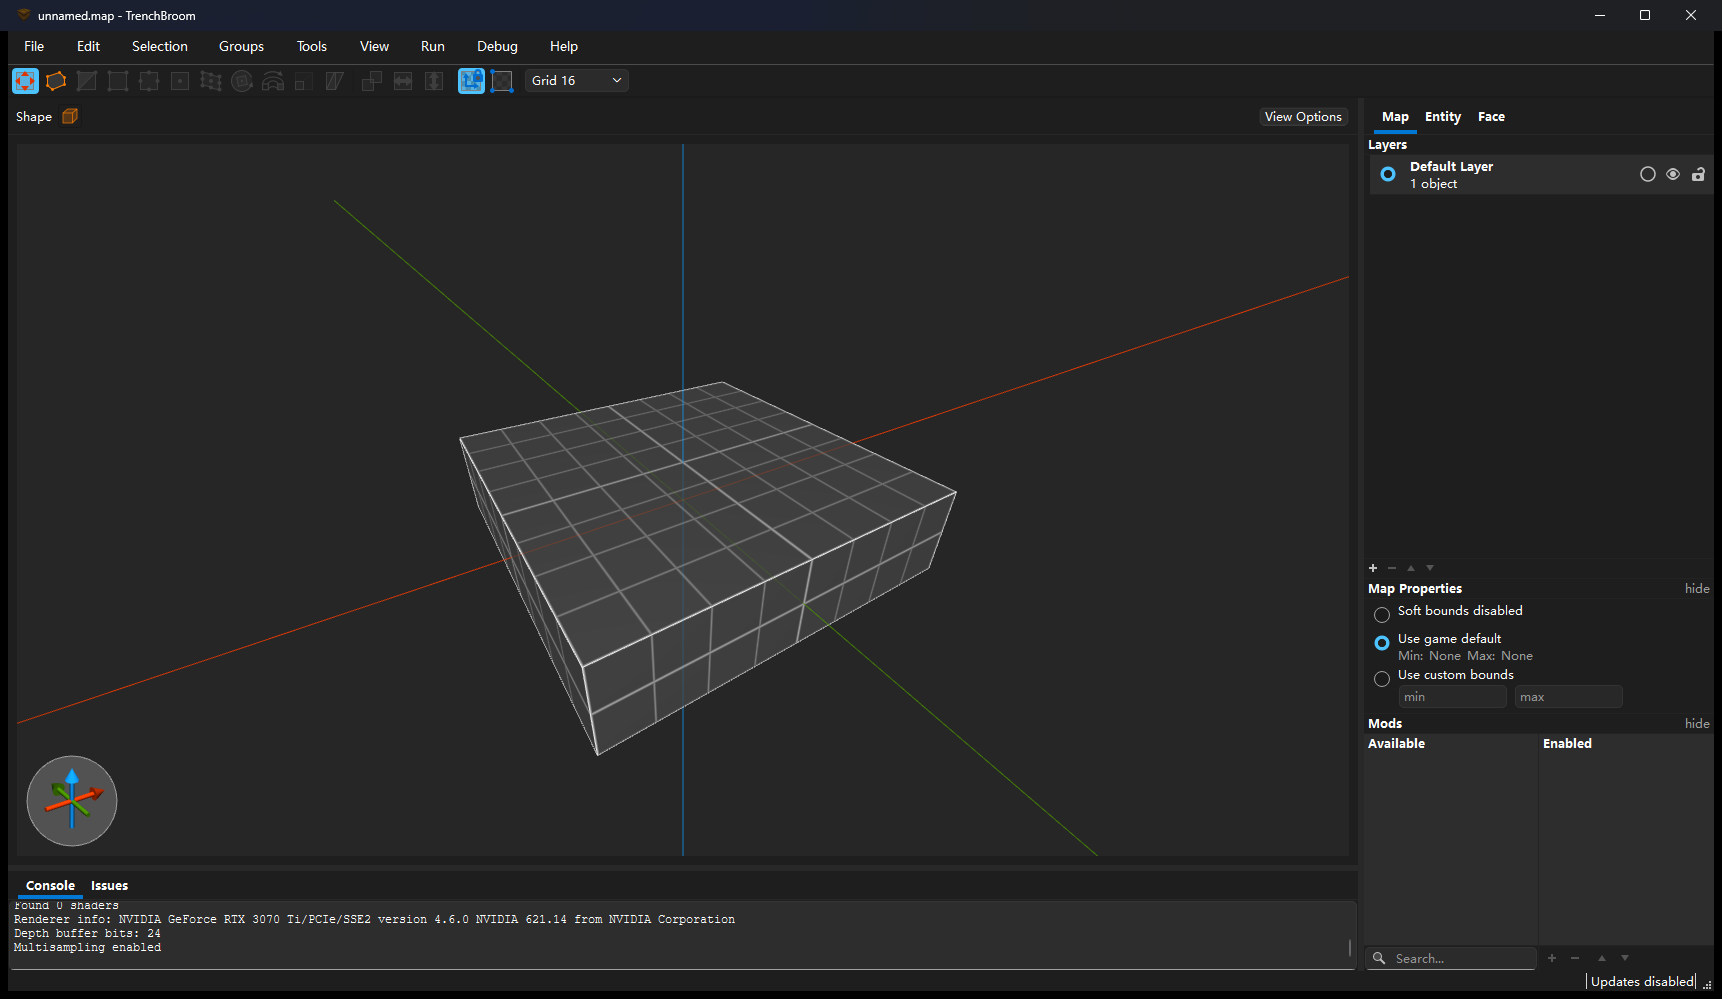 unnamed.map - TrenchBroom
File Edit Selection Groups Tools View Run Debug Help
Grid 16
Shape
View Options
Map Entity Face
Layers
Default Layer
1 object
Map Properties hide
Soft bounds disabled
Use game default
Min: None Max: None
Use custom bounds
min max
Mods hide
Available Enabled
Console Issues
Found 0 shaders
Renderer info: NVIDIA GeForce RTX 3070 Ti/PCIe/SSE2 version 4.6.0 NVIDIA 621.14 from NVIDIA Corporation
Depth buffer bits: 24
Multisampling enabled
Search...
Updates disabled